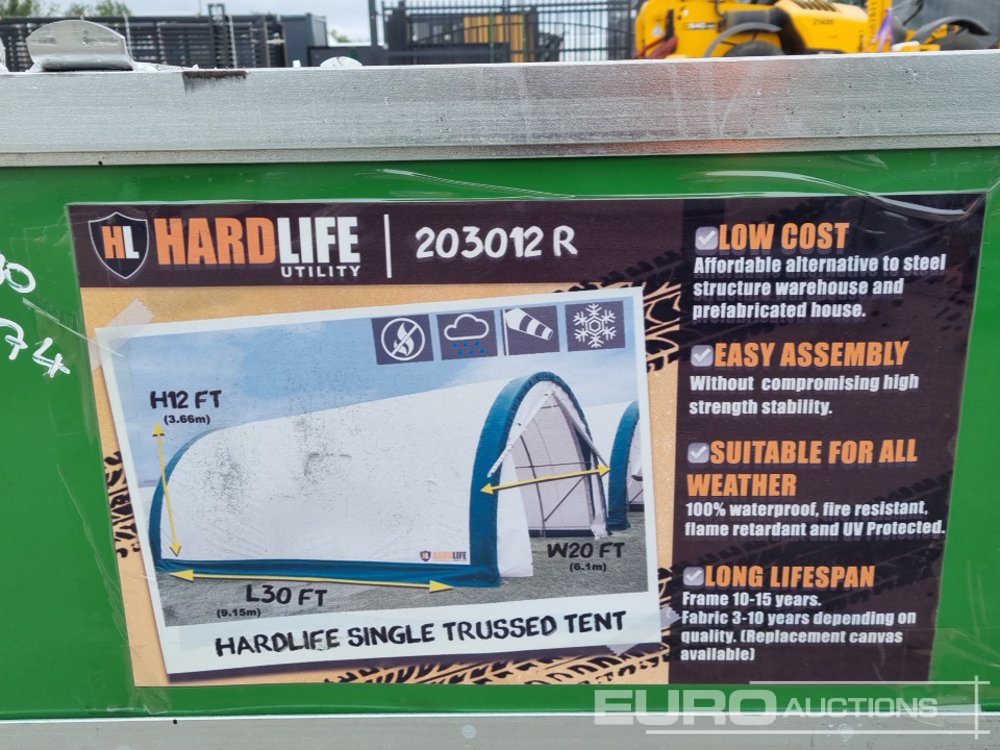 HL HARDLIFE
UTILITY
203012 R
H12 FT
(3.66m)
HARDLIFE
W20 FT
(6.1m)
L30 FT
(9.15m)
HARDLIFE SINGLE TRUSSED TENT
LOW COST
Affordable alternative to steel
structure warehouse and
prefabricated house.
EASY ASSEMBLY
Without compromising high
strength stability.
SUITABLE FOR ALL
WEATHER
100% waterproof, fire resistant,
flame retardant and UV Protected.
LONG LIFESPAN
Frame 10-15 years.
Fabric 3-10 years depending on
quality. (Replacement canvas
available)
74
EURO AUCTIONS